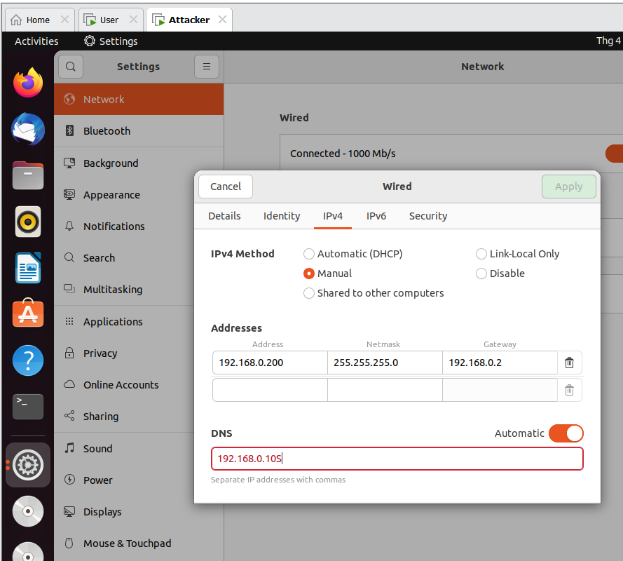 Home
User
Attacker
Activities
Settings
Thg 4
Settings
Network
Network
Bluetooth
Background
Appearance
Notifications
Search
Multitasking
Applications
Privacy
Online Accounts
Sharing
Sound
Power
Displays
Mouse & Touchpad
Wired
Connected - 1000 Mb/s
Cancel
Wired
Apply
Details
Identity
IPv4
IPv6
Security
IPv4 Method
Automatic (DHCP)
Link-Local Only
Manual
Disable
Shared to other computers
Addresses
Address
Netmask
Gateway
192.168.0.200
255.255.255.0
192.168.0.2
DNS
Automatic
192.168.0.10S
Separate IP addresses with commas
>_
?